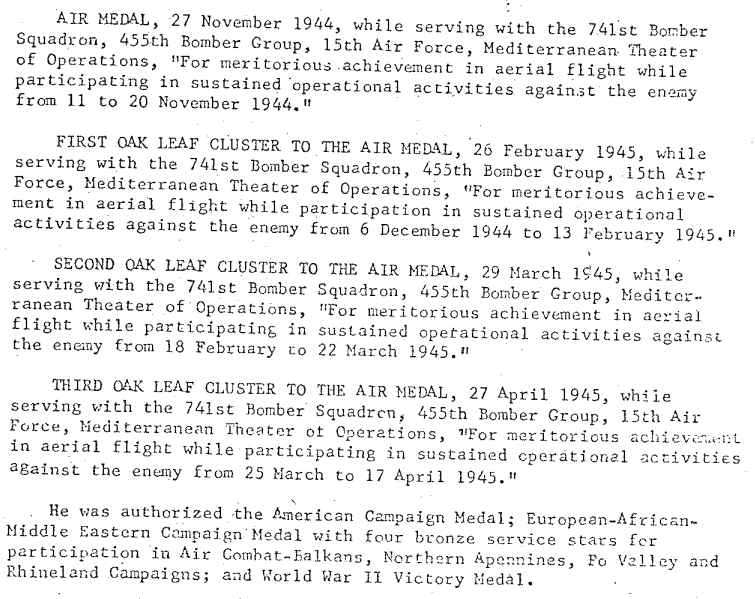 AIR MEDAL, 27 November 1944, while serving with the 741st Bomber
Squadron, 455th Bomber Group, 15th Air Force, Mediterranean Theater
of Operations, "For meritorious achievement in aerial flight while
participating in sustained operational activities against the enemy
from 11 to 20 November 1944."
FIRST OAK LEAF CLUSTER TO THE AIR MEDAL, 26 February 1945, while
serving with the 741st Bomber Squadron, 455th Bomber Group, 15th Air
Force, Mediterranean Theater of Operations, "For meritorious achieve-
ment in aerial flight while participation in sustained operational
activities against the enemy from 6 December 1944 to 13 February 1945."
SECOND OAK LEAF CLUSTER TO THE AIR MEDAL, 29 March 1945, while
serving with the 741st Bomber Squadron, 455th Bomber Group, Mediter-
ranean Theater of Operations, "For meritorious achievement in aerial
flight while participating in sustained operational activities against
the enemy from 18 February to 22 March 1945."
THIRD OAK LEAF CLUSTER TO THE AIR MEDAL, 27 April 1945, while
serving with the 741st Bomber Squadron, 455th Bomber Group, 15th Air
Force, Mediterranean Theater of Operations, "For meritorious achievement
in aerial flight while participating in sustained operational activities
against the enemy from 25 March to 17 April 1945."
He was authorized the American Campaign Medal; European-African-
Middle Eastern Campaign Medal with four bronze service stars for
participation in Air Combat-Balkans, Northern Apennines, Po Valley and
Rhineland Campaigns; and World War II Victory Medal.